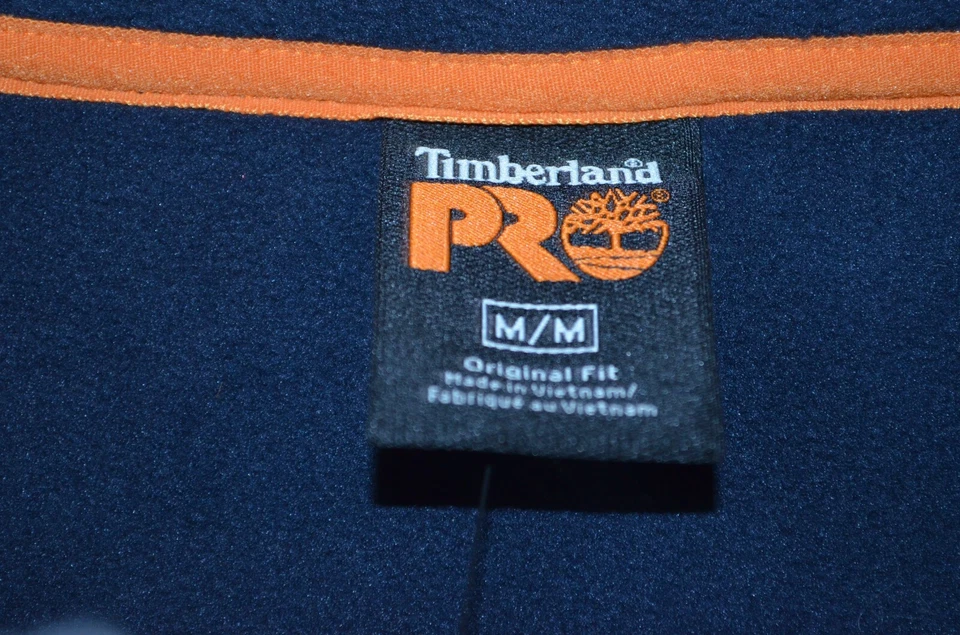 Timberland®
PRO®
M/M
Original Fit
Made in Vietnam/
Fabriqué au Vietnam